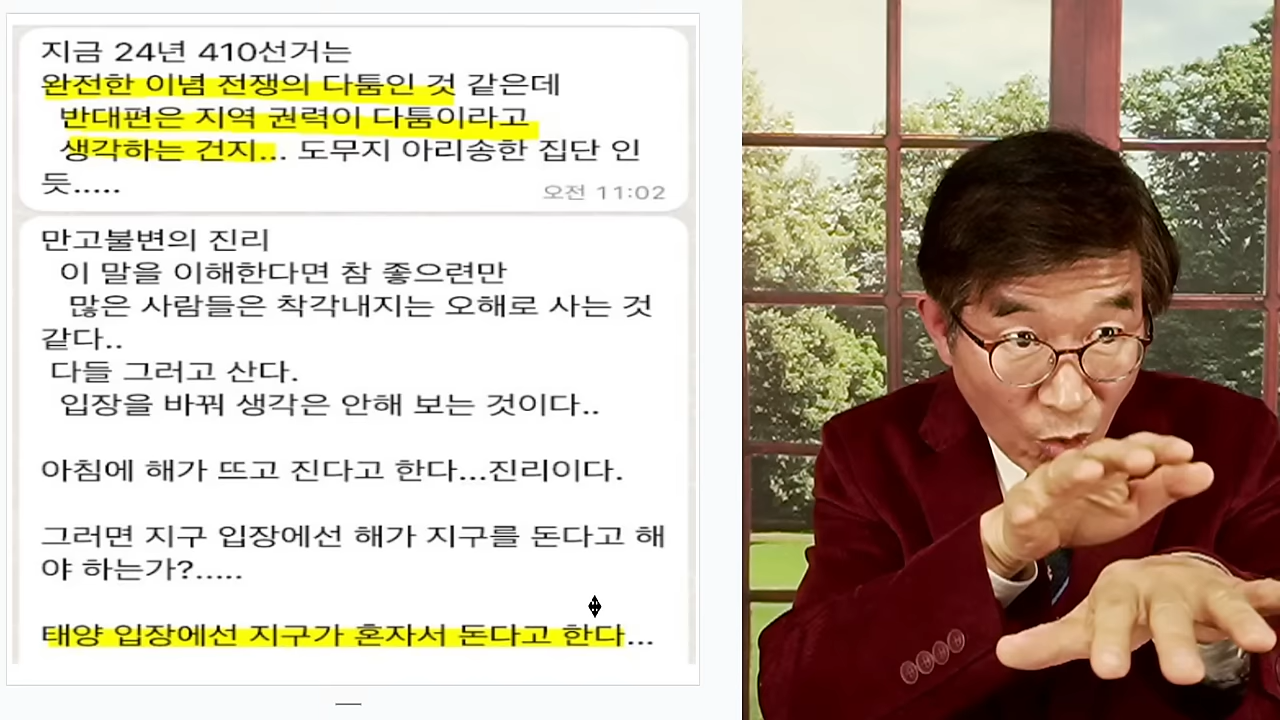 지금 24년 410선거는
완전한 이념 전쟁의 다툼인 것 같은데
반대편은 지역 권력이 다툼이라고
생각하는 건지... 도무지 아리송한 집단 인
듯.....
오전 11:02
만고불변의 진리
이 말을 이해한다면 참 좋으련만
많은 사람들은 착각내지는 오해로 사는 것
같다..
다들 그러고 산다.
입장을 바꿔 생각은 안해 보는 것이다..
아침에 해가 뜨고 진다고 한다...진리이다.
그러면 지구 입장에선 해가 지구를 돈다고 해
야 하는가?.....
태양 입장에선 지구가 혼자서 돈다고 한다...